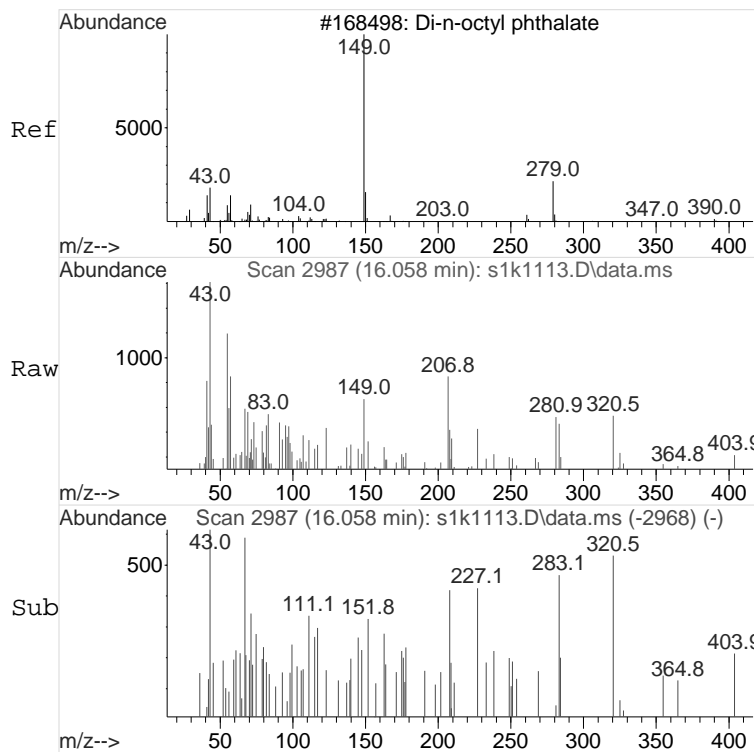 Abundance #168498: Di-n-octyl phthalate
149.0
Ref 5000
43.0 279.0
104.0 203.0 347.0 390.0
m/z--> 50 100 150 200 250 300 350 400
Abundance Scan 2987 (16.058 min): s1k1113.D\data.ms
43.0
Raw 1000
83.0 149.0 206.8 280.9 320.5
364.8 403.9
m/z--> 50 100 150 200 250 300 350 400
Abundance Scan 2987 (16.058 min): s1k1113.D\data.ms (-2968) (-)
43.0
Sub 500
111.1 151.8 227.1 283.1 320.5
364.8 403.9
m/z--> 50 100 150 200 250 300 350 400